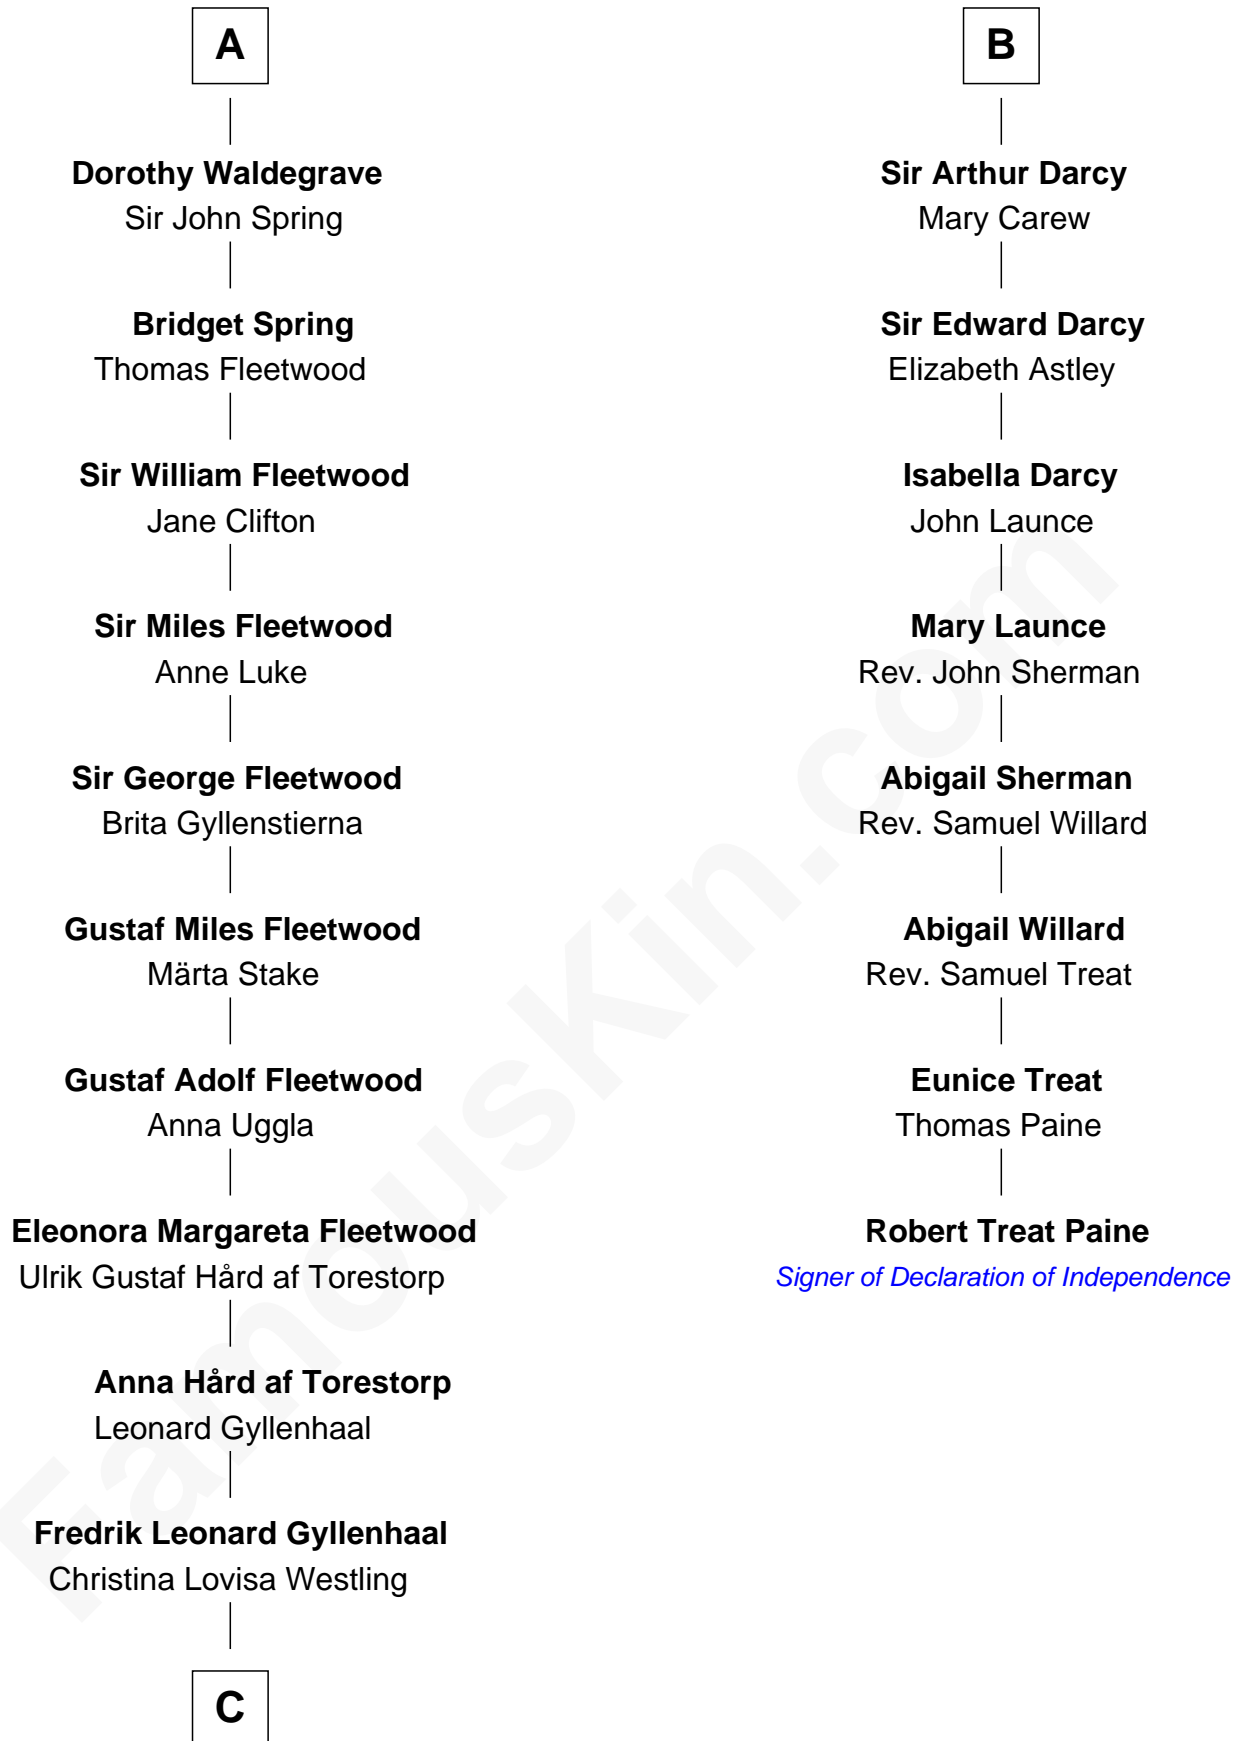 A
Dorothy Waldegrave
Sir John Spring
Bridget Spring
Thomas Fleetwood
Sir William Fleetwood
Jane Clifton
Sir Miles Fleetwood
Anne Luke
Sir George Fleetwood
Brita Gyllenstierna
Gustaf Miles Fleetwood
Märta Stake
Gustaf Adolf Fleetwood
Anna Uggla
Eleonora Margareta Fleetwood
Ulrik Gustaf Hård af Torestorp
Anna Hård af Torestorp
Leonard Gyllenhaal
Fredrik Leonard Gyllenhaal
Christina Lovisa Westling
C
B
Sir Arthur Darcy
Mary Carew
Sir Edward Darcy
Elizabeth Astley
Isabella Darcy
John Launce
Mary Launce
Rev. John Sherman
Abigail Sherman
Rev. Samuel Willard
Abigail Willard
Rev. Samuel Treat
Eunice Treat
Thomas Paine
Robert Treat Paine
Signer of Declaration of Independence
FamousKin.com